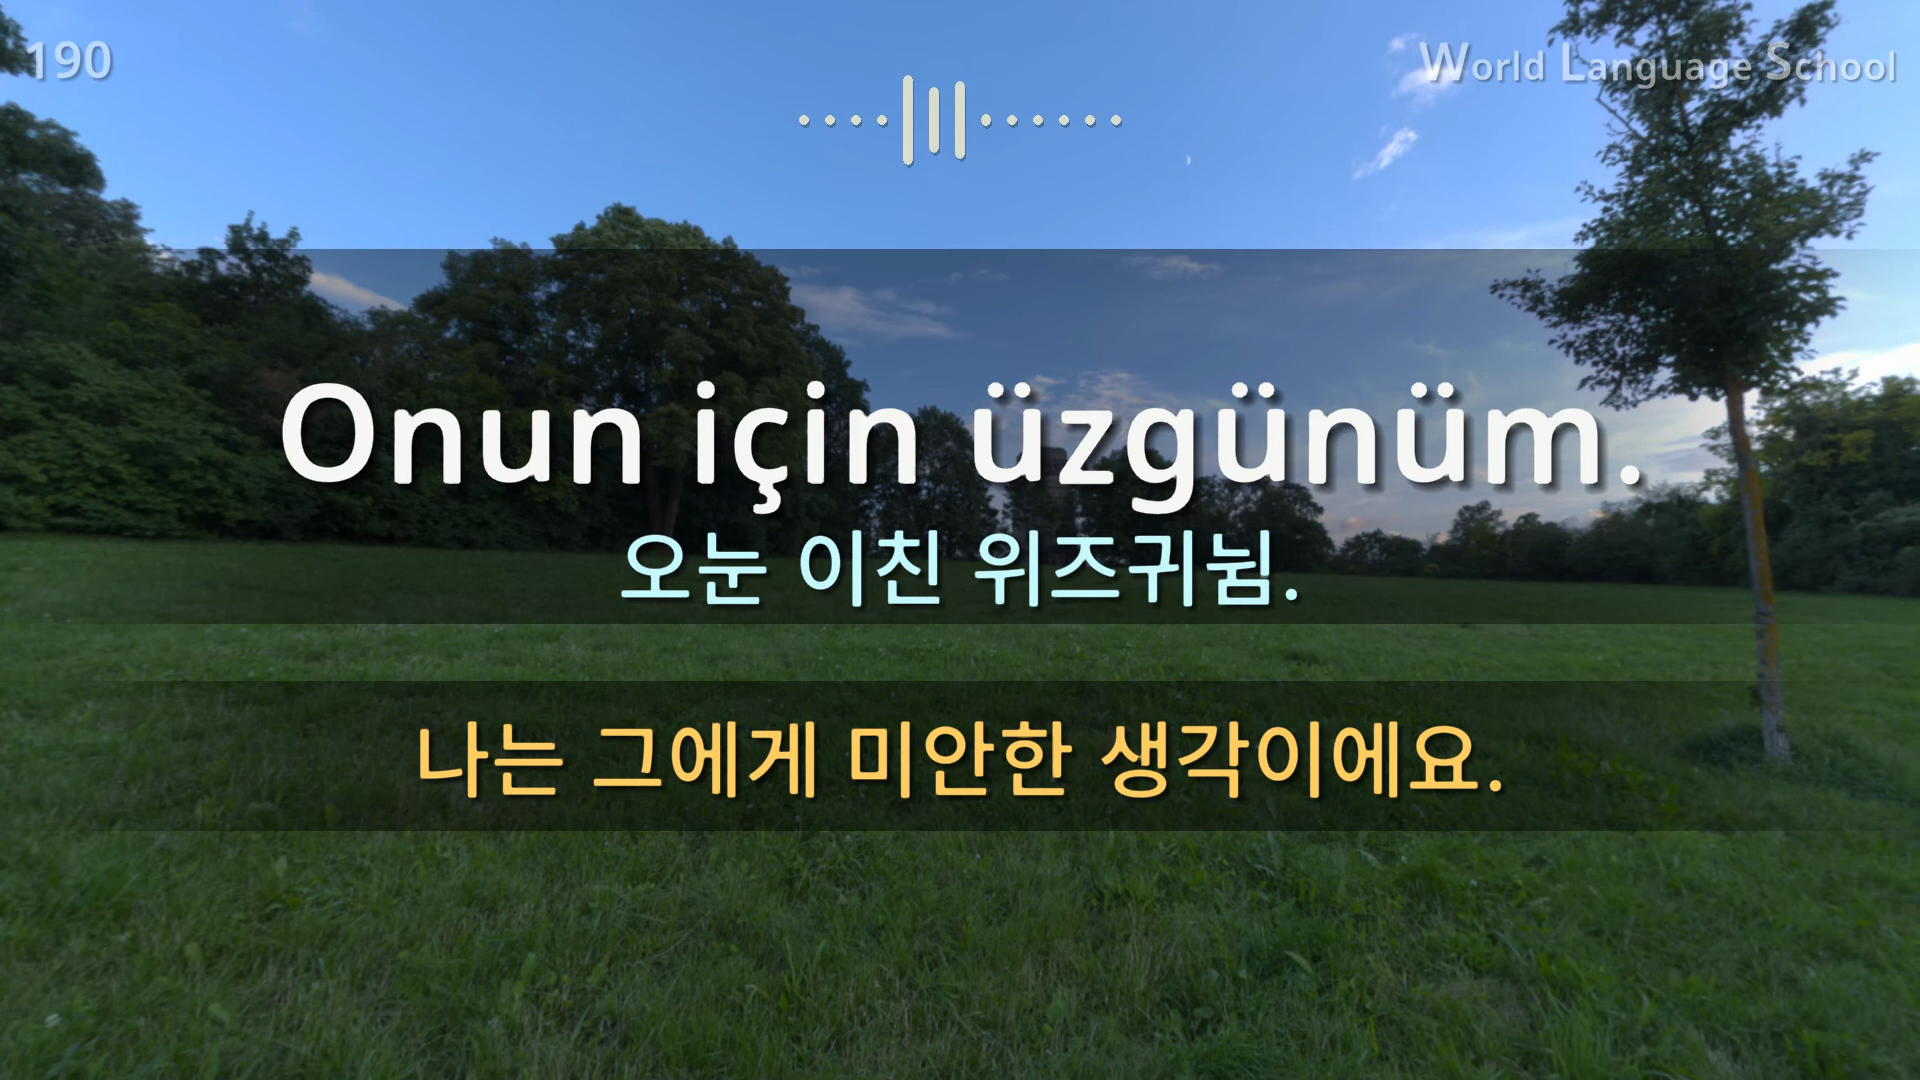 190
World Language School
Onun için üzgünüm.
오눈 이친 위즈귀뉨.
나는 그에게 미안한 생각이에요.